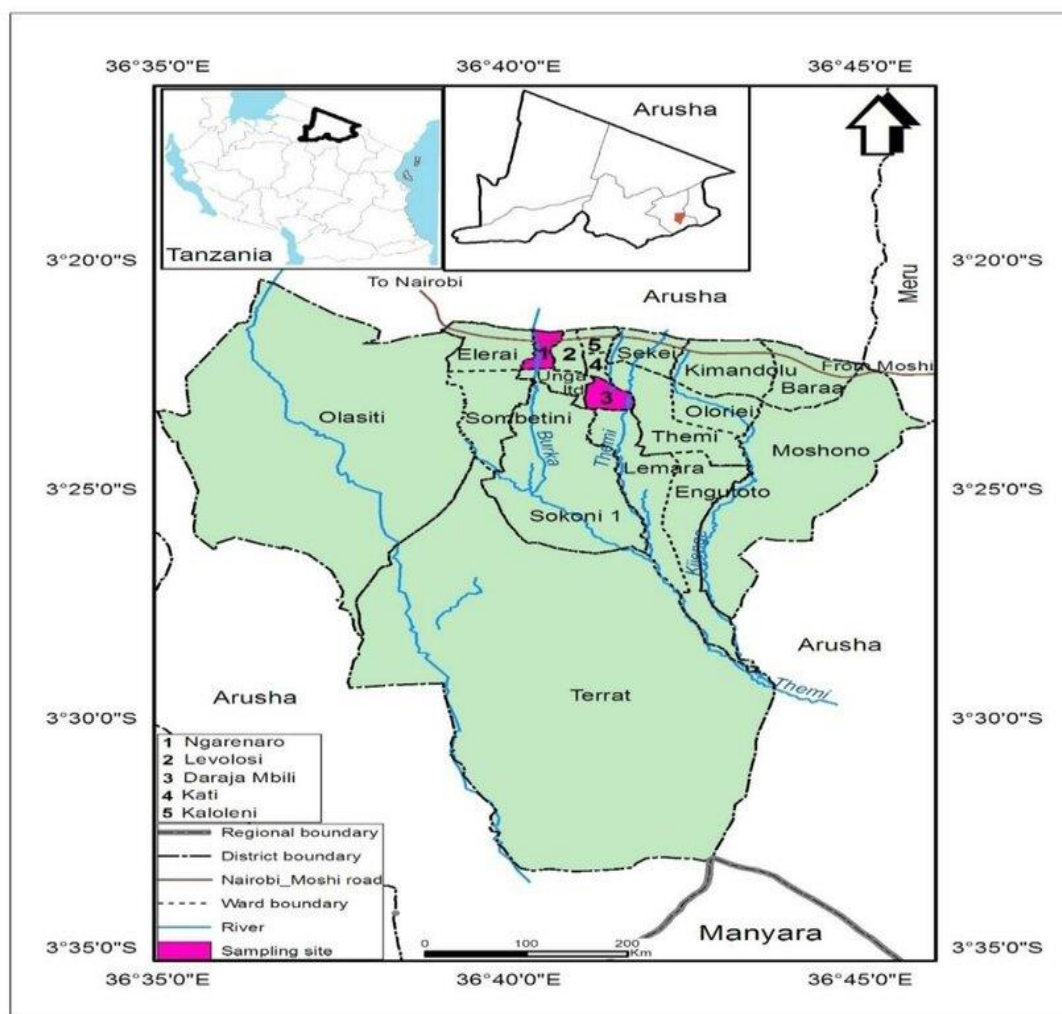 36°35'0"E 36°40'0"E 36°45'0"E
Arusha
Tanzania
3°20'0"S 3°20'0"S
To Nairobi
Arusha
Meru
Elerai 1 2 5 Sekei From Moshi
4 Kimandolu
Unga
ltd
Baraa
3
Olasiti
Sombetini
Oloriei
Burka
Themi
Themi
Moshono
Lemara
3°25'0"S 3°25'0"S
Engutoto
Sokoni 1
Kijenge
Arusha
Arusha
Terrat
Themi
3°30'0"S 3°30'0"S
1 Ngarenaro
2 Levolosi
3 Daraja Mbili
4 Kati
5 Kaloleni
Regional boundary
District boundary
Nairobi_Moshi road
Ward boundary
River
Sampling site
0 100 200
Km
Manyara
3°35'0"S 3°35'0"S
36°35'0"E 36°40'0"E 36°45'0"E